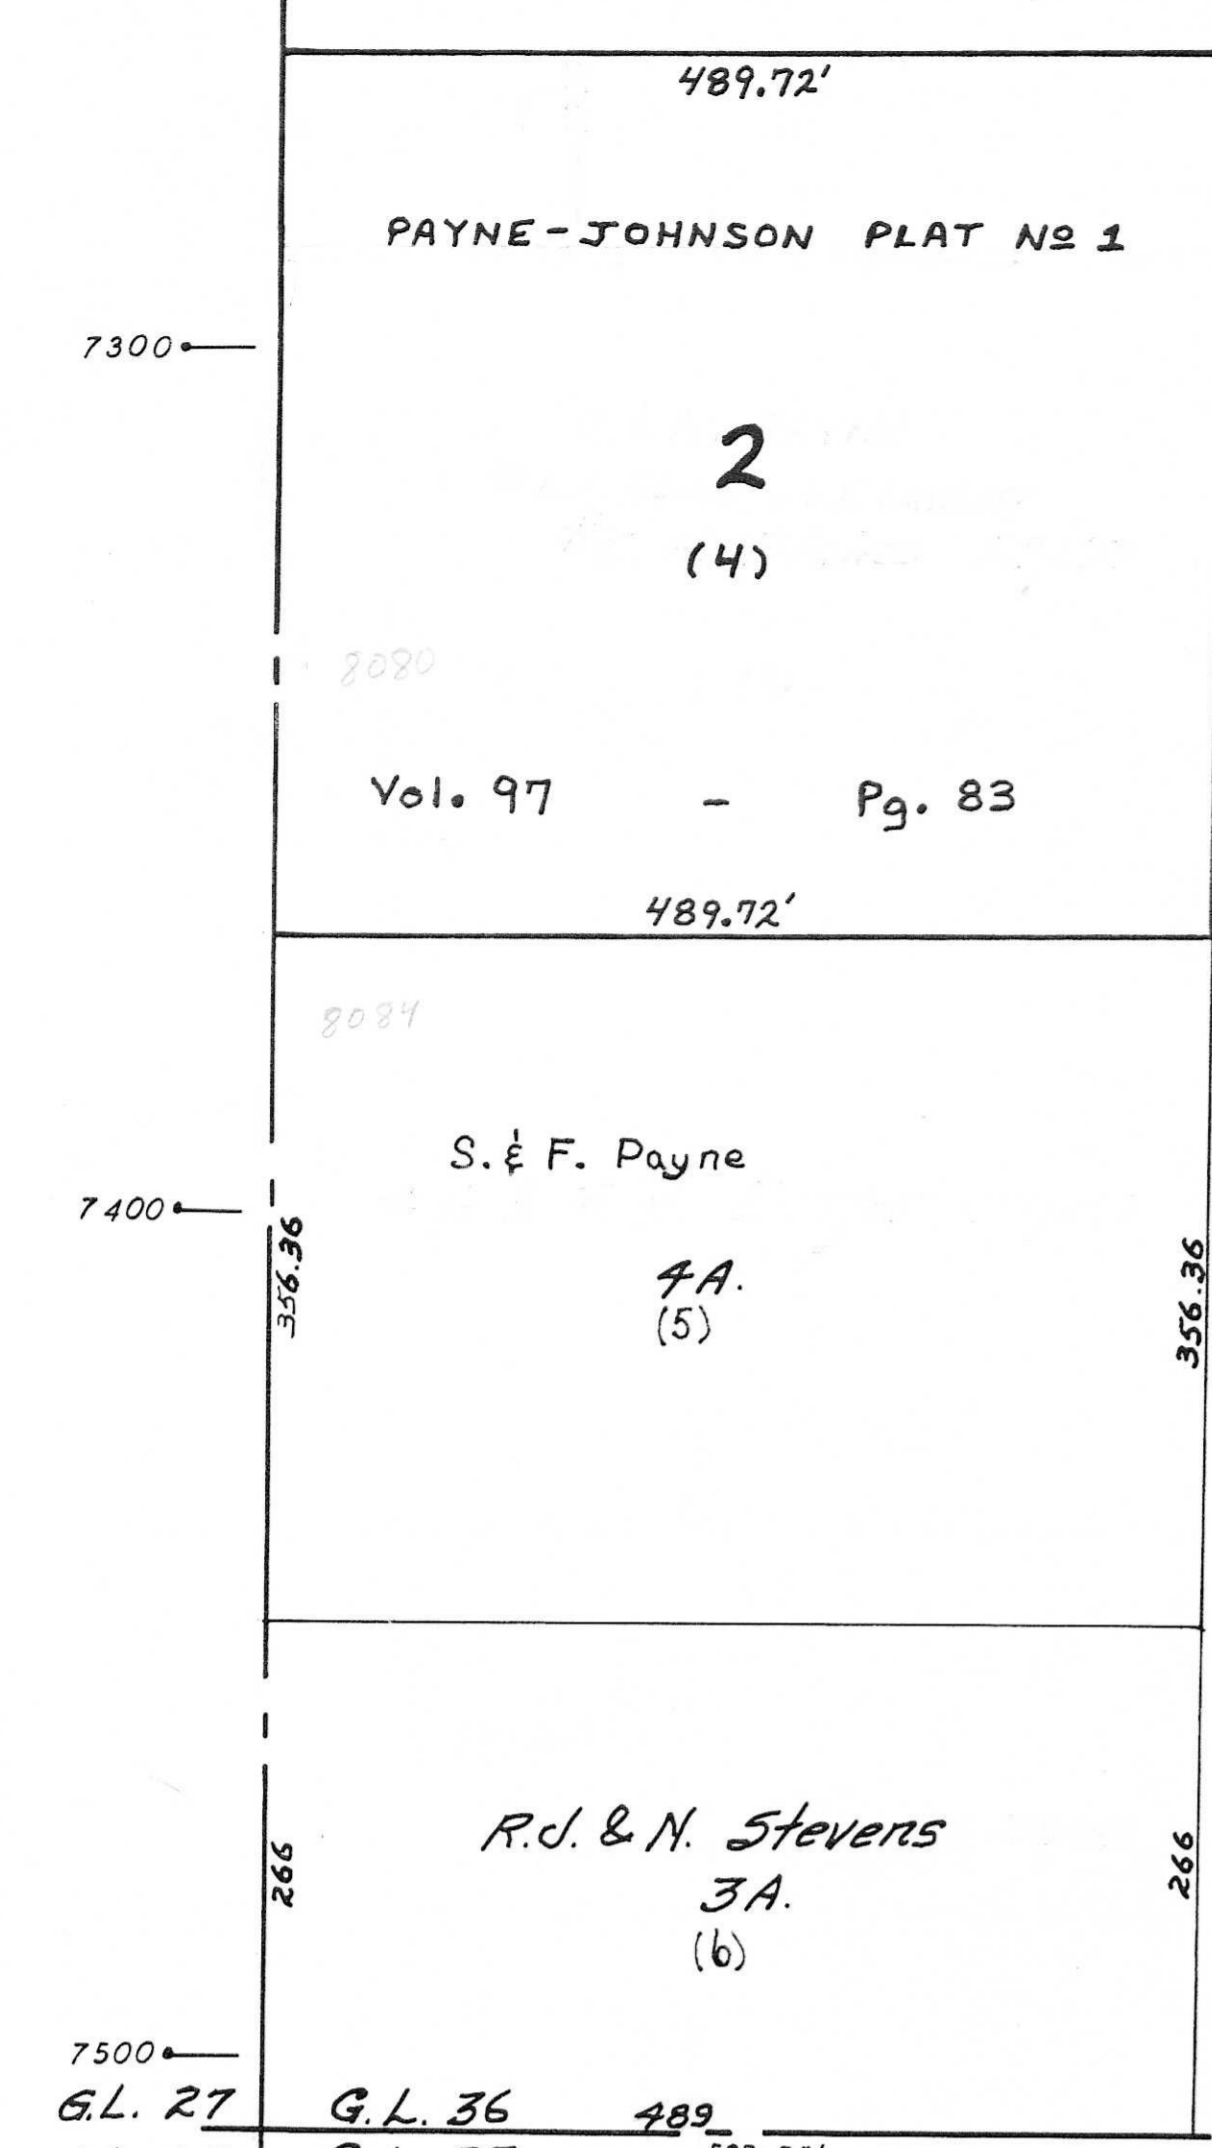 489.72'
PAYNE-JOHNSON PLAT Nº 1
7300
2
(4)
8080
Vol. 97 - Pg. 83
489.72'
8084
S. & F. Payne
7400
356.36
356.36
4A.
(5)
R.J. & N. Stevens
266
266
3A.
(6)
7500
G.L. 27
G.L. 36
489